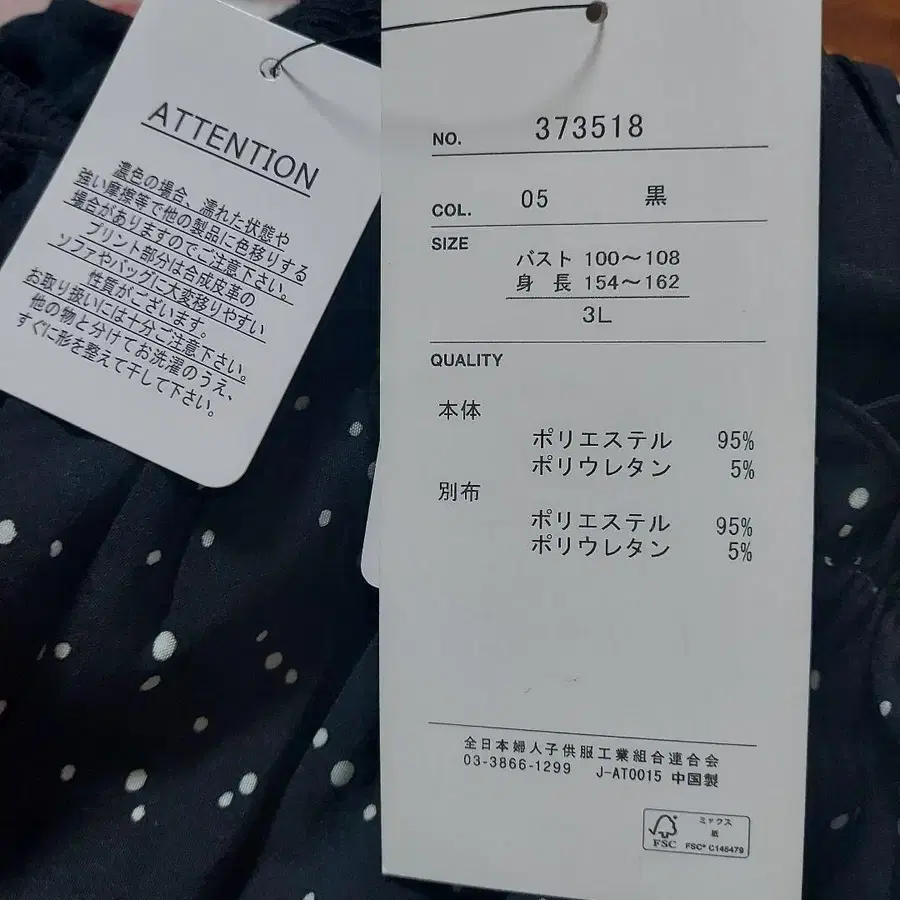 ATTENTION
濃色の場合、濡れた状態や
強い摩擦等で他の製品に色移りする
場合がありますのでご注意下さい。
プリント部分は合成皮革の
ソファやバッグに大変移りやすい
性質がございます。
お取り扱いには十分ご注意下さい。
他の物と分けてお洗濯のうえ、
すぐに形を整えて干して下さい。
NO. 373518
COL. 05 黒
SIZE
バスト 100～108
身 長 154～162
3L
QUALITY
本体
ポリエステル 95%
ポリウレタン 5%
別布
ポリエステル 95%
ポリウレタン 5%
全日本婦人子供服工業組合連合会
03-3866-1299 J-AT0015 中国製
ミックス
紙
FSC FSC® C146479